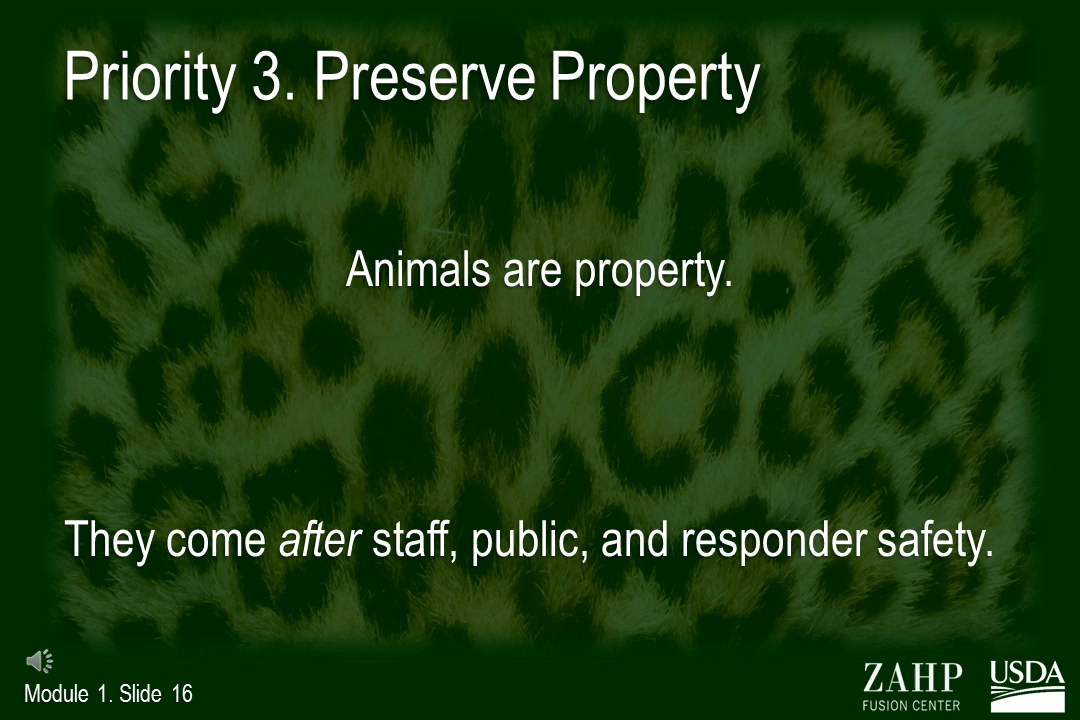 Priority 3. Preserve Property
Animals are property.
They come after staff, public, and responder safety.
Module 1. Slide 16
ZAHP
FUSION CENTER
USDA